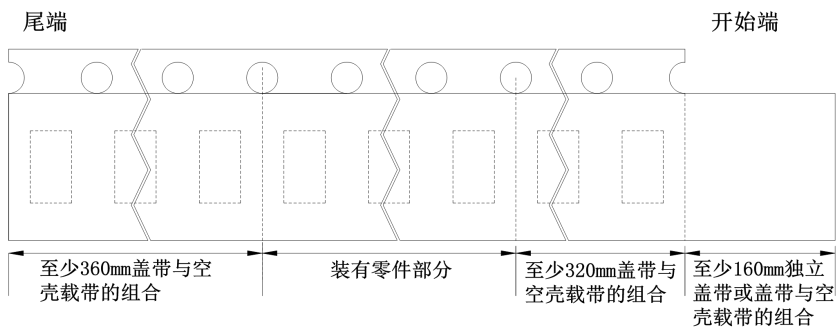 尾端
开始端
至少360mm盖带与空
壳载带的组合
装有零件部分
至少320mm盖带与
空壳载带的组合
至少160mm独立
盖带或盖带与空
壳载带的组合